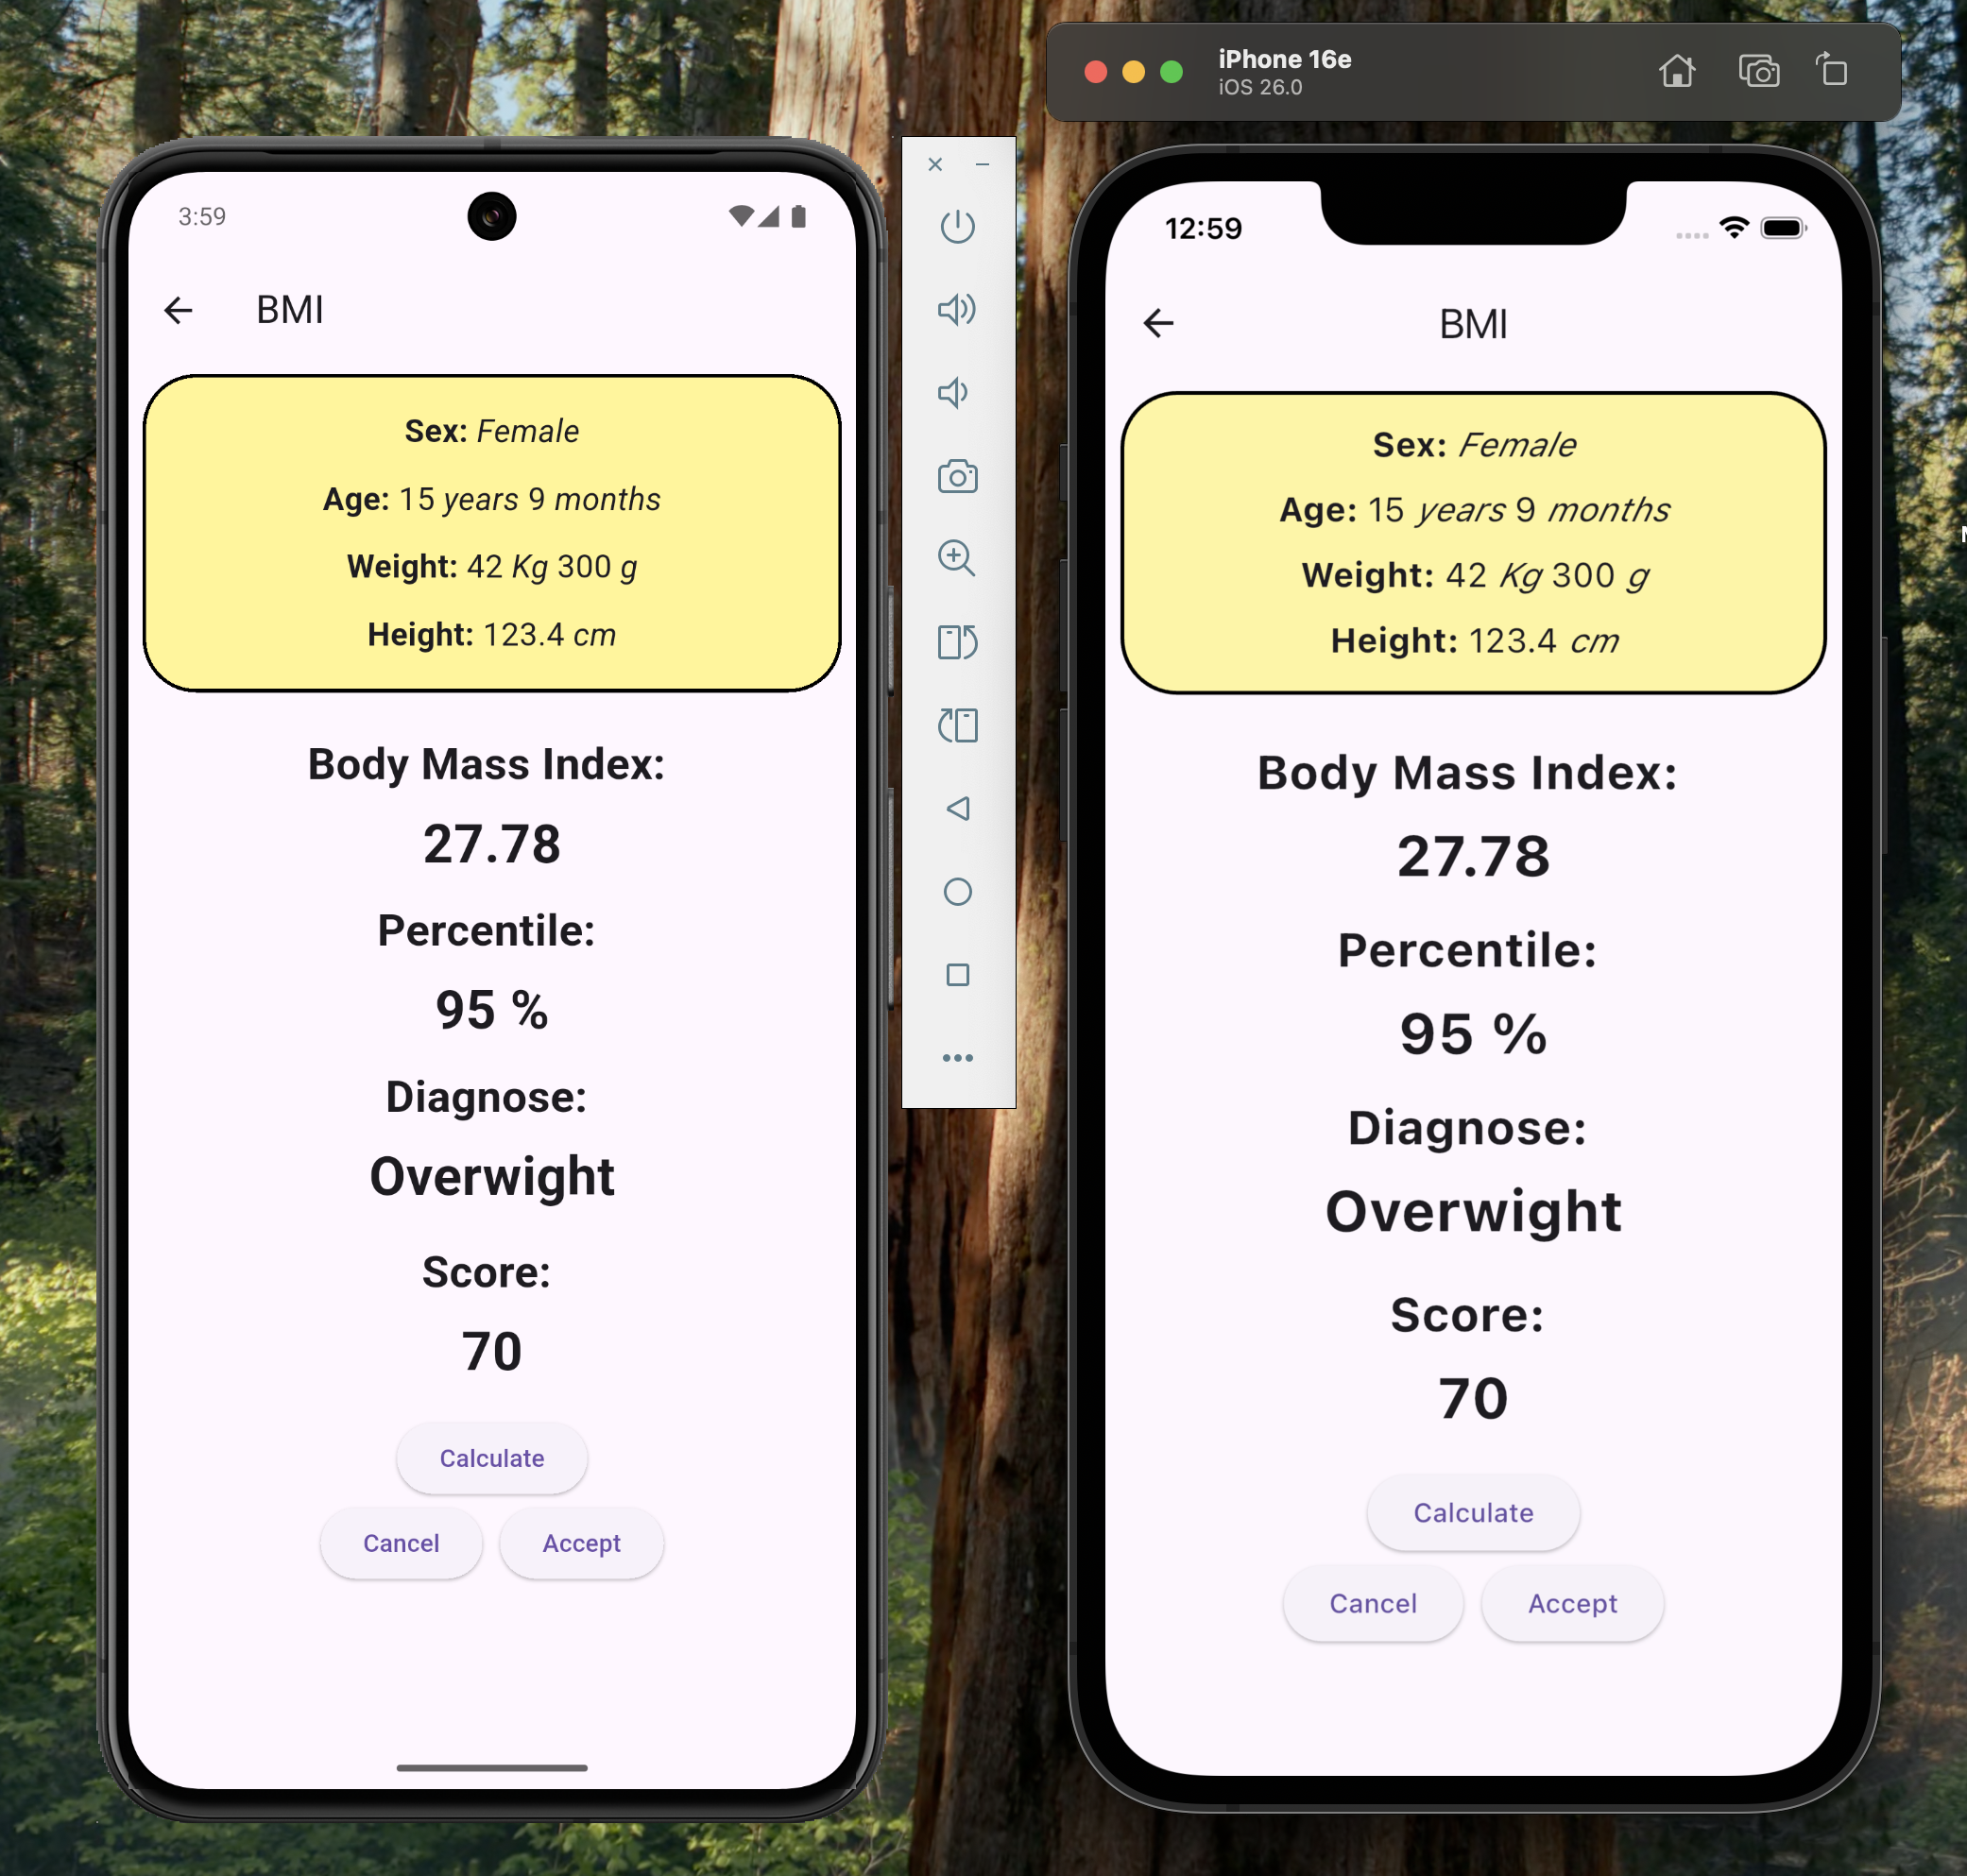 3:59
BMI
Sex: Female
Age: 15 years 9 months
Weight: 42 Kg 300 g
Height: 123.4 cm
Body Mass Index:
27.78
Percentile:
95 %
Diagnose:
Overwight
Score:
70
Calculate
Cancel Accept
iPhone 16e
iOS 26.0
12:59
BMI
Sex: Female
Age: 15 years 9 months
Weight: 42 Kg 300 g
Height: 123.4 cm
Body Mass Index:
27.78
Percentile:
95 %
Diagnose:
Overwight
Score:
70
Calculate
Cancel Accept